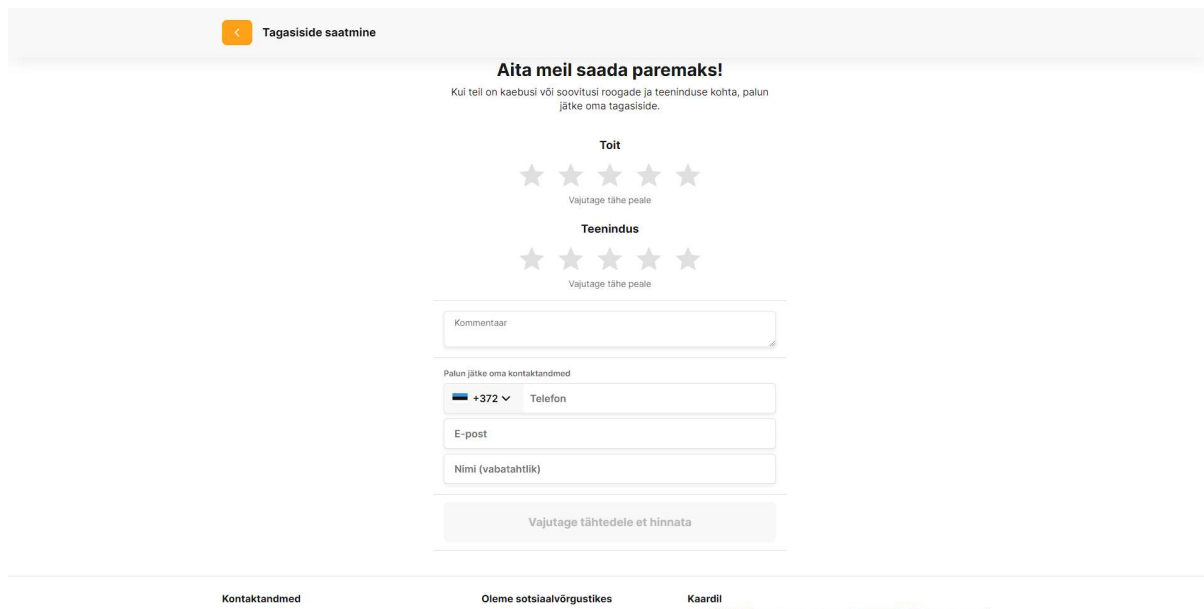 Tagasiside saatmine
Aita meil saada paremaks!
Kui teil on kaebusi või soovitusi roogade ja teeninduse kohta, palun
jätke oma tagasiside.
Toit
Vajutage tähe peale
Teenindus
Vajutage tähe peale
Kommentaar
Palun jätke oma kontaktandmed
+372 Telefon
E-post
Nimi (vabatahtlik)
Vajutage tähtedele et hinnata
Kontaktandmed Oleme sotsiaalvõrgustikes Kaardil